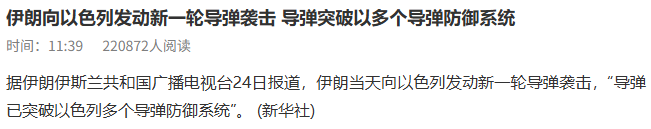 伊朗向以色列发动新一轮导弹袭击 导弹突破以多个导弹防御系统
时间：11:39 220872人阅读
据伊朗伊斯兰共和国广播电视台24日报道，伊朗当天向以色列发动新一轮导弹袭击，“导弹
已突破以色列多个导弹防御系统”。 (新华社)